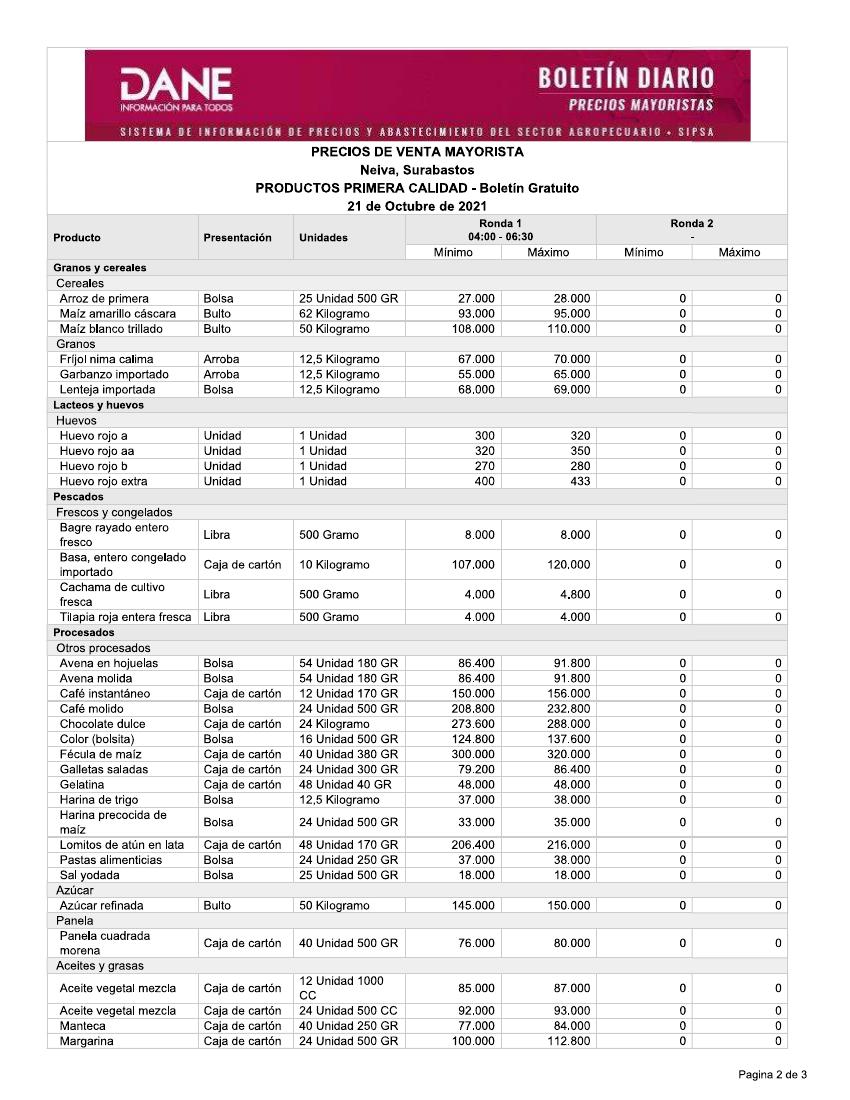 DANE
INFORMACIÓN PARA TODOS
BOLETÍN DIARIO
PRECIOS MAYORISTAS
SISTEMA DE INFORMACIÓN DE PRECIOS Y ABASTECIMIENTO DEL SECTOR AGROPECUARIO • SIPSA
PRECIOS DE VENTA MAYORISTA
Neiva, Surabastos
PRODUCTOS PRIMERA CALIDAD - Boletín Gratuito
21 de Octubre de 2021
Producto Presentación Unidades Ronda 1 Ronda 2
04:00 - 06:30 -
Mínimo Máximo Mínimo Máximo
Granos y cereales
Cereales
Arroz de primera Bolsa 25 Unidad 500 GR 27.000 28.000 0 0
Maíz amarillo cáscara Bulto 62 Kilogramo 93.000 95.000 0 0
Maíz blanco trillado Bulto 50 Kilogramo 108.000 110.000 0 0
Granos
Fríjol nima calima Arroba 12,5 Kilogramo 67.000 70.000 0 0
Garbanzo importado Arroba 12,5 Kilogramo 55.000 65.000 0 0
Lenteja importada Bolsa 12,5 Kilogramo 68.000 69.000 0 0
Lacteos y huevos
Huevos
Huevo rojo a Unidad 1 Unidad 300 320 0 0
Huevo rojo aa Unidad 1 Unidad 320 350 0 0
Huevo rojo b Unidad 1 Unidad 270 280 0 0
Huevo rojo extra Unidad 1 Unidad 400 433 0 0
Pescados
Frescos y congelados
Bagre rayado entero
fresco Libra 500 Gramo 8.000 8.000 0 0
Basa, entero congelado
importado Caja de cartón 10 Kilogramo 107.000 120.000 0 0
Cachama de cultivo
fresca Libra 500 Gramo 4.000 4.800 0 0
Tilapia roja entera fresca Libra 500 Gramo 4.000 4.000 0 0
Procesados
Otros procesados
Avena en hojuelas Bolsa 54 Unidad 180 GR 86.400 91.800 0 0
Avena molida Bolsa 54 Unidad 180 GR 86.400 91.800 0 0
Café instantáneo Caja de cartón 12 Unidad 170 GR 150.000 156.000 0 0
Café molido Bolsa 24 Unidad 500 GR 208.800 232.800 0 0
Chocolate dulce Caja de cartón 24 Kilogramo 273.600 288.000 0 0
Color (bolsita) Bolsa 16 Unidad 500 GR 124.800 137.600 0 0
Fécula de maíz Caja de cartón 40 Unidad 380 GR 300.000 320.000 0 0
Galletas saladas Caja de cartón 24 Unidad 300 GR 79.200 86.400 0 0
Gelatina Caja de cartón 48 Unidad 40 GR 48.000 48.000 0 0
Harina de trigo Bolsa 12,5 Kilogramo 37.000 38.000 0 0
Harina precocida de
maíz Bolsa 24 Unidad 500 GR 33.000 35.000 0 0
Lomitos de atún en lata Caja de cartón 48 Unidad 170 GR 206.400 216.000 0 0
Pastas alimenticias Bolsa 24 Unidad 250 GR 37.000 38.000 0 0
Sal yodada Bolsa 25 Unidad 500 GR 18.000 18.000 0 0
Azúcar
Azúcar refinada Bulto 50 Kilogramo 145.000 150.000 0 0
Panela
Panela cuadrada
morena Caja de cartón 40 Unidad 500 GR 76.000 80.000 0 0
Aceites y grasas
Aceite vegetal mezcla Caja de cartón 12 Unidad 1000
CC 85.000 87.000 0 0
Aceite vegetal mezcla Caja de cartón 24 Unidad 500 CC 92.000 93.000 0 0
Manteca Caja de cartón 40 Unidad 250 GR 77.000 84.000 0 0
Margarina Caja de cartón 24 Unidad 500 GR 100.000 112.800 0 0
Pagina 2 de 3